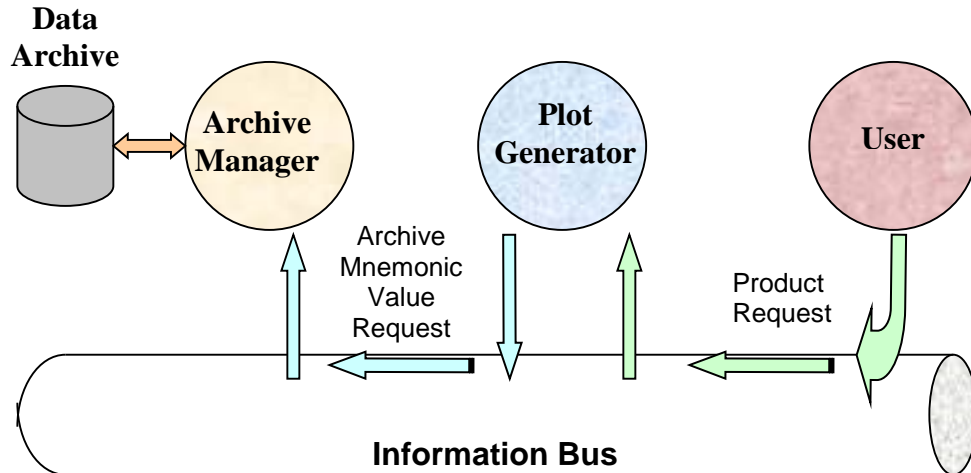 Data
Archive
Archive
Manager
Plot
Generator
User
Archive
Mnemonic
Value
Request
Product
Request
Information Bus